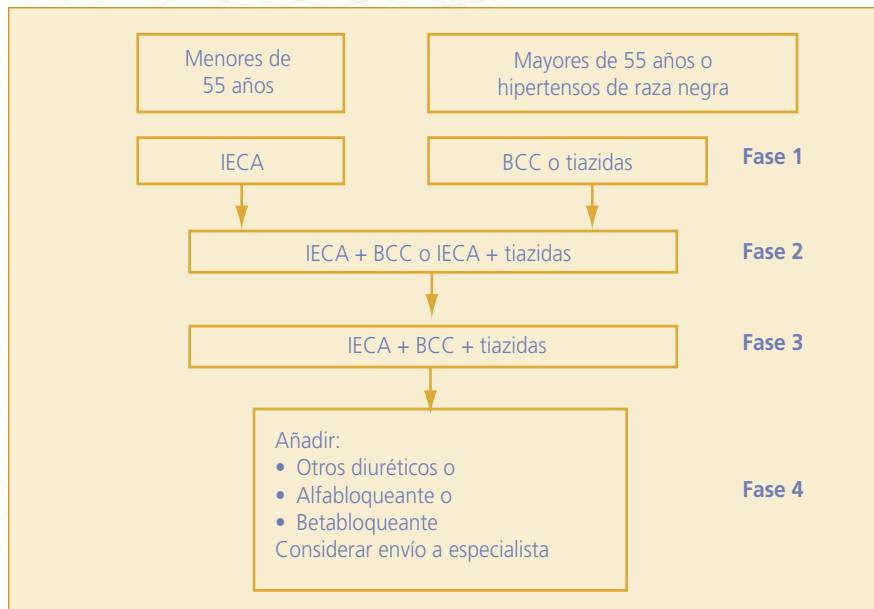 Menores de
55 años
Mayores de 55 años o
hipertensos de raza negra
IECA
BCC o tiazidas
Fase 1
IECA + BCC o IECA + tiazidas
Fase 2
IECA + BCC + tiazidas
Fase 3
Añadir:
• Otros diuréticos o
• Alfabloqueante o
• Betabloqueante
Considerar envío a especialista
Fase 4